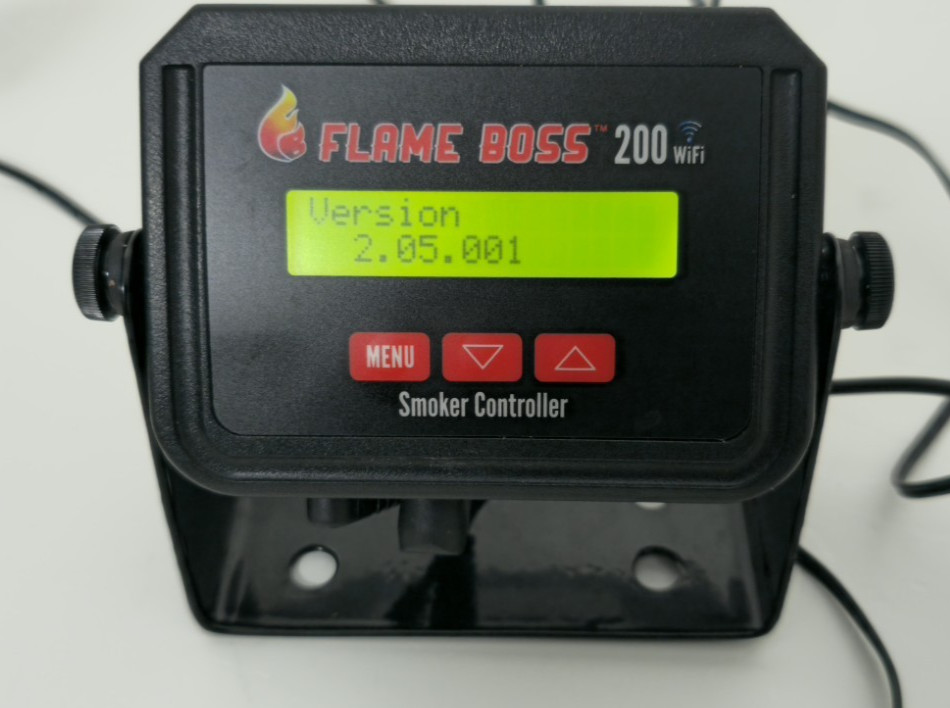 FLAME BOSS™ 200 WiFi
Version
2.05.001
MENU
Smoker Controller